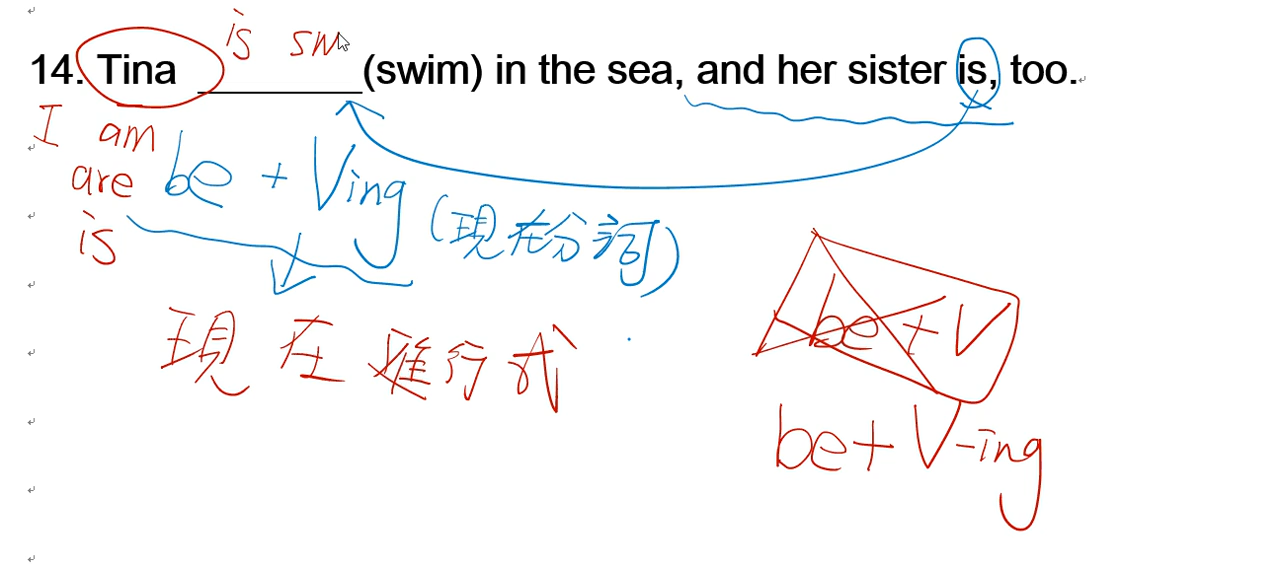 is sw
14. Tina _________ (swim) in the sea, and her sister is, too.
I am
are be + Ving (現在分詞)
is
現在進行式
be + V
be + V-ing